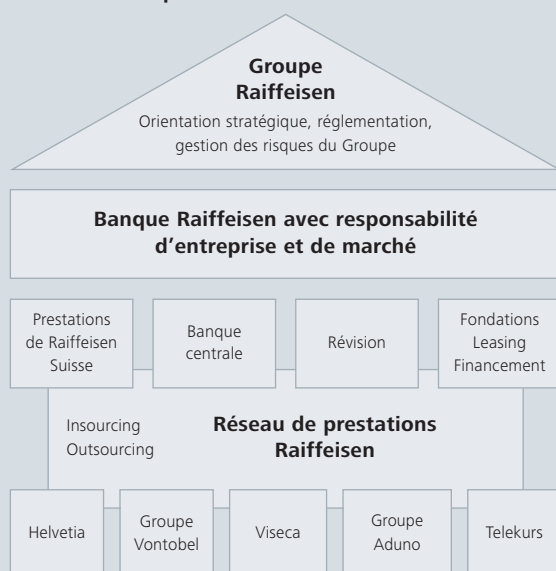 Groupe
Raiffeisen
Orientation stratégique, réglementation,
gestion des risques du Groupe
Banque Raiffeisen avec responsabilité
d'entreprise et de marché
Prestations
de Raiffeisen
Suisse
Banque
centrale
Révision
Fondations
Leasing
Financement
Insourcing
Outsourcing
Réseau de prestations
Raiffeisen
Helvetia
Groupe
Vontobel
Viseca
Groupe
Aduno
Telekurs